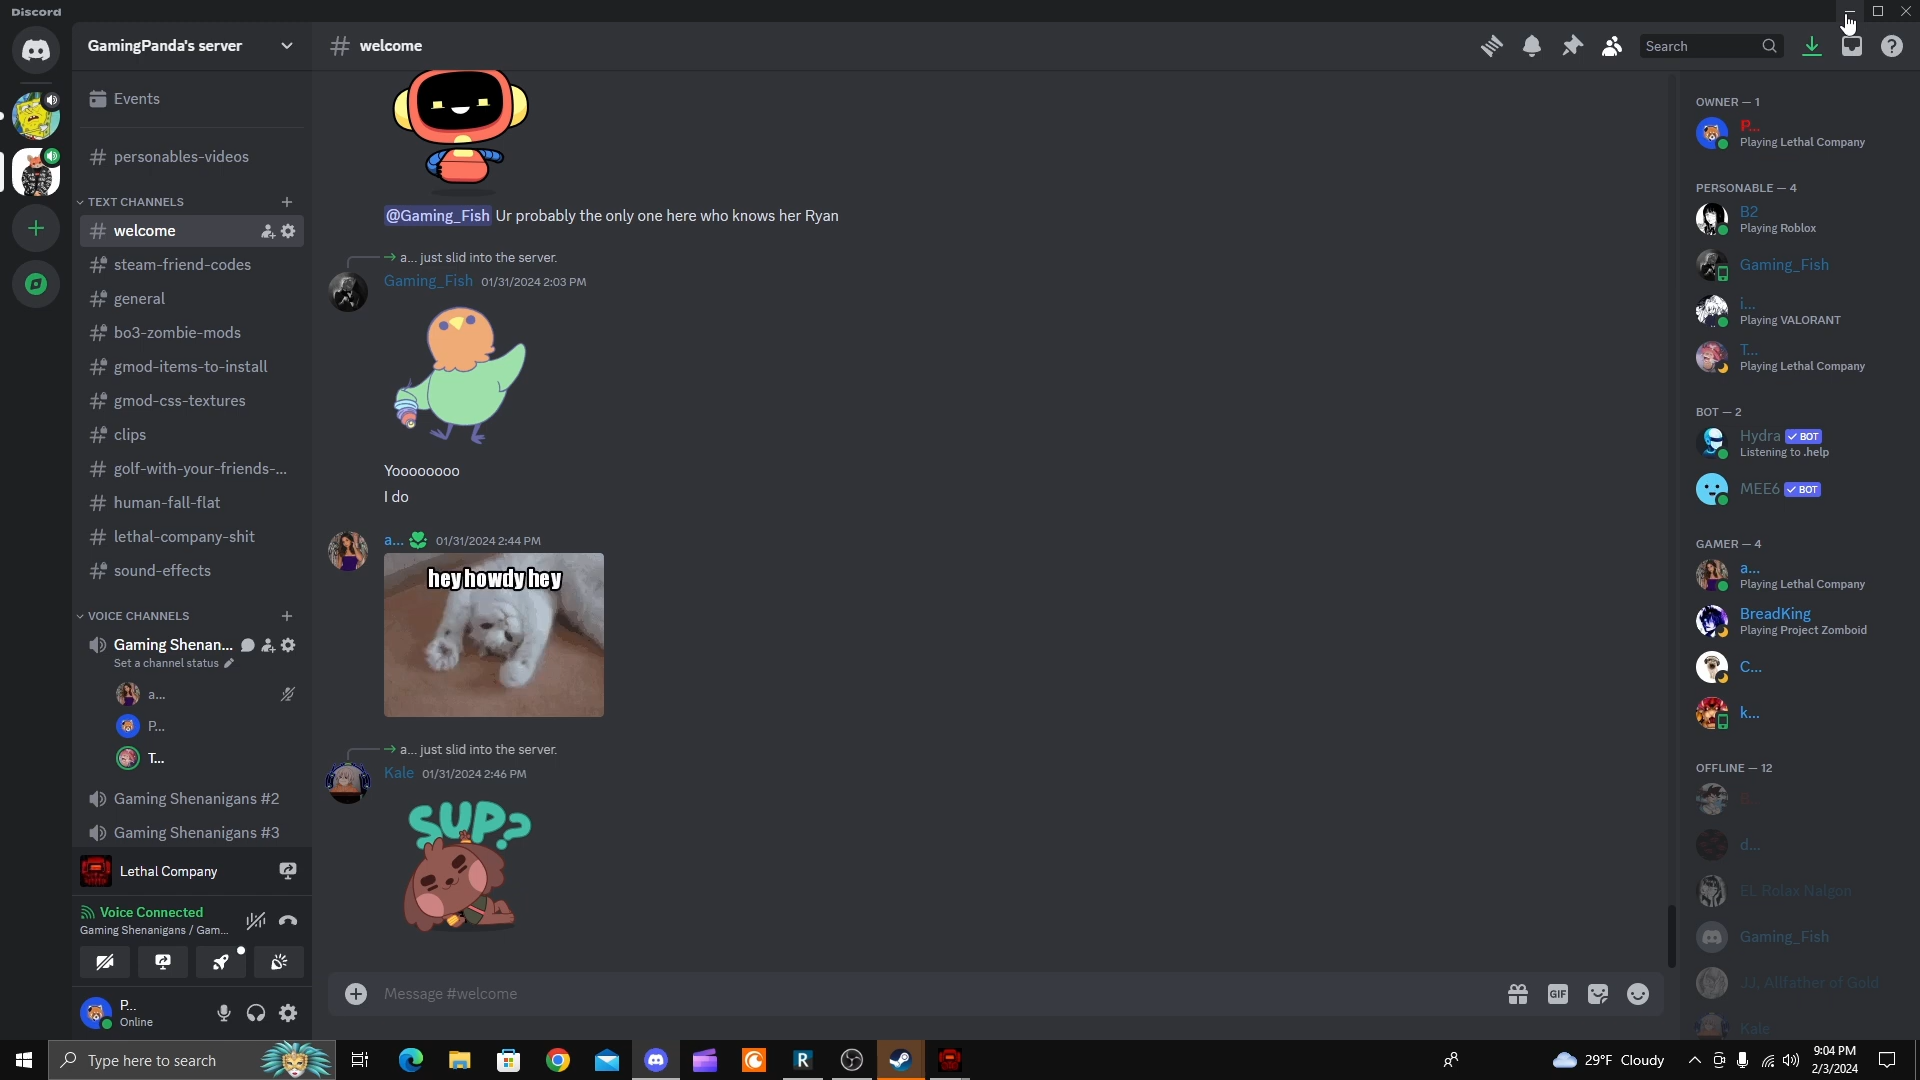 Discord
GamingPanda's server
Events
personables-videos
TEXT CHANNELS
welcome
steam-friend-codes
general
bo3-zombie-mods
gmod-items-to-install
gmod-css-textures
clips
golf-with-your-friends-...
human-fall-flat
lethal-company-shit
sound-effects
VOICE CHANNELS
Gaming Shenan...
Set a channel status
a...
P...
T...
Gaming Shenanigans #2
Gaming Shenanigans #3
Lethal Company
Voice Connected
Gaming Shenanigans / Gam...
P...
Online
welcome
Search
@Gaming_Fish Ur probably the only one here who knows her Ryan
a... just slid into the server.
Gaming_Fish 01/31/2024 2:03 PM
Yoooooooo
I do
a... 01/31/2024 2:44 PM
hey howdy hey
a... just slid into the server.
Kale 01/31/2024 2:46 PM
SUP?
Message #welcome
GIF
OWNER — 1
P...
Playing Lethal Company
PERSONABLE — 4
B2
Playing Roblox
Gaming_Fish
i...
Playing VALORANT
T...
Playing Lethal Company
BOT — 2
Hydra BOT
Listening to .help
MEE6 BOT
GAMER — 4
a...
Playing Lethal Company
BreadKing
Playing Project Zomboid
C...
k...
OFFLINE — 12
d...
EL Rolax Nalgon
Gaming_Fish
JJ, Allfather of Gold
Kale
Type here to search
29°F Cloudy
9:04 PM
2/3/2024